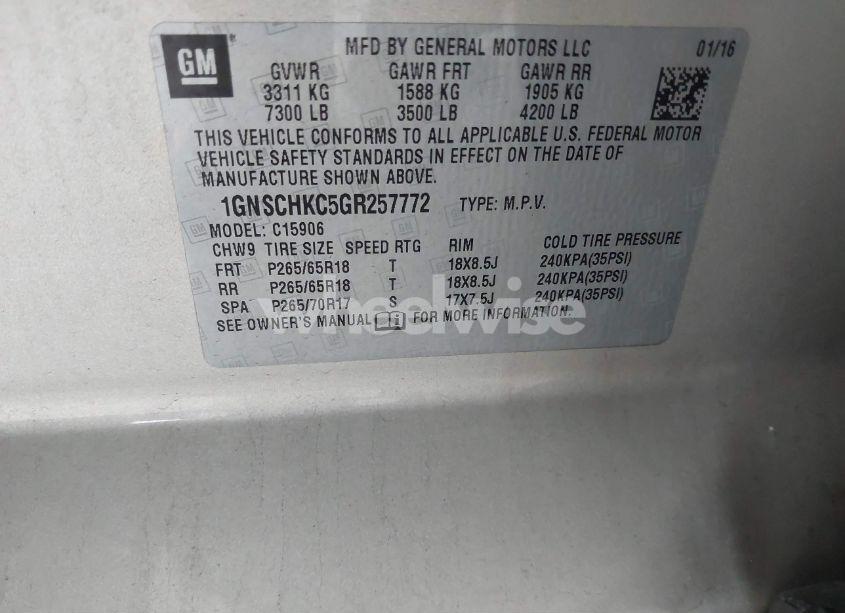 GM
MFD BY GENERAL MOTORS LLC 01/16
GVWR GAWR FRT GAWR RR
3311 KG 1588 KG 1905 KG
7300 LB 3500 LB 4200 LB
THIS VEHICLE CONFORMS TO ALL APPLICABLE U.S. FEDERAL MOTOR
VEHICLE SAFETY STANDARDS IN EFFECT ON THE DATE OF
MANUFACTURE SHOWN ABOVE.
1GNSCHKC5GR257772 TYPE: M.P.V.
MODEL: C15906
CHW9 TIRE SIZE SPEED RTG RIM COLD TIRE PRESSURE
FRT P265/65R18 T 18X8.5J 240KPA(35PSI)
RR P265/65R18 T 18X8.5J 240KPA(35PSI)
SPA P265/70R17 S 17X7.5J 240KPA(35PSI)
SEE OWNER'S MANUAL FOR MORE INFORMATION.
wheelwise